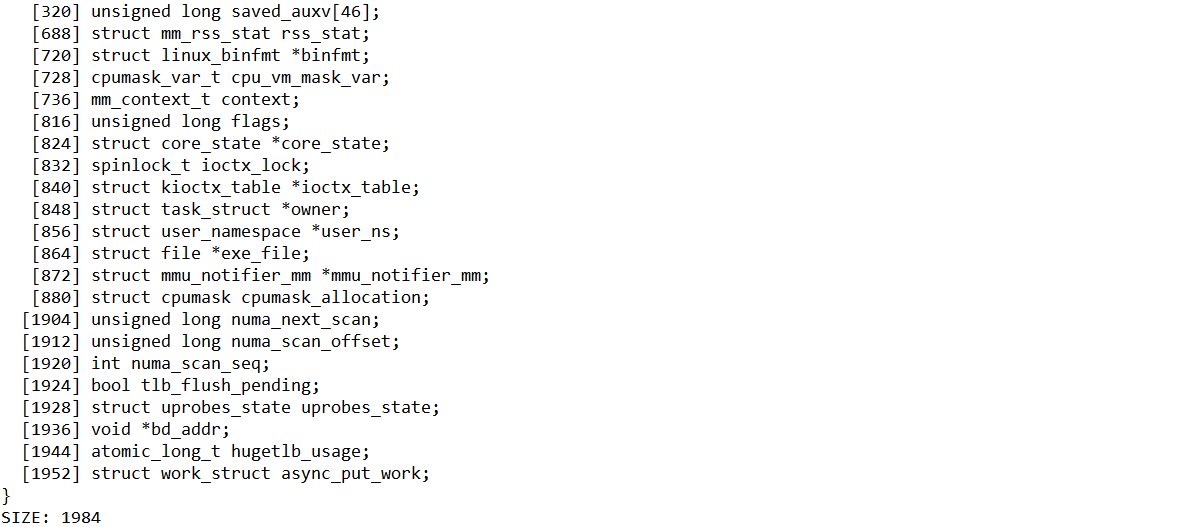 [320] unsigned long saved_auxv[46];
[688] struct mm_rss_stat rss_stat;
[720] struct linux_binfmt *binfmt;
[728] cpumask_var_t cpu_vm_mask_var;
[736] mm_context_t context;
[816] unsigned long flags;
[824] struct core_state *core_state;
[832] spinlock_t ioctx_lock;
[840] struct kioctx_table *ioctx_table;
[848] struct task_struct *owner;
[856] struct user_namespace *user_ns;
[864] struct file *exe_file;
[872] struct mmu_notifier_mm *mmu_notifier_mm;
[880] struct cpumask cpumask_allocation;
[1904] unsigned long numa_next_scan;
[1912] unsigned long numa_scan_offset;
[1920] int numa_scan_seq;
[1924] bool tlb_flush_pending;
[1928] struct uprobes_state uprobes_state;
[1936] void *bd_addr;
[1944] atomic_long_t hugetlb_usage;
[1952] struct work_struct async_put_work;
}
SIZE: 1984